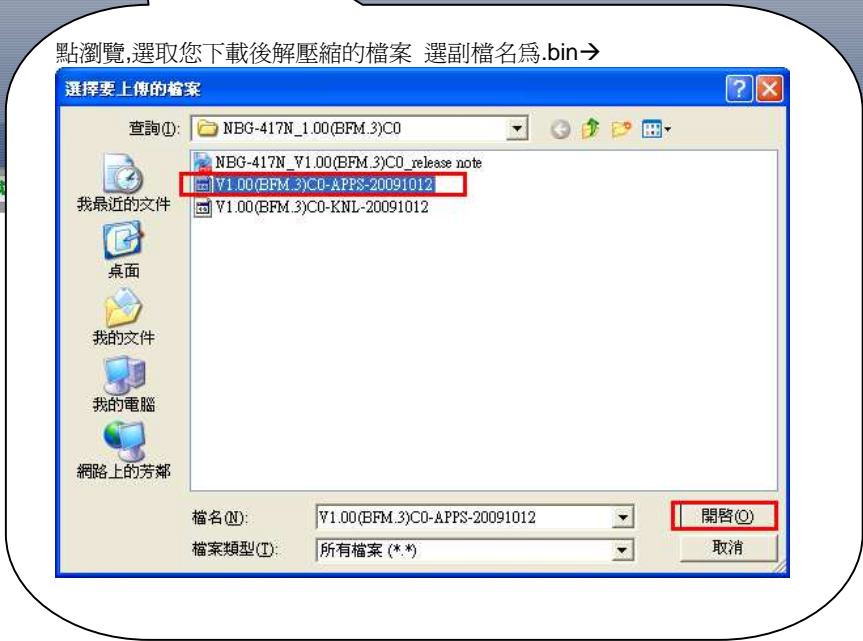 點瀏覽,選取您下載後解壓縮的檔案 選副檔名為.bin→
選擇要上傳的檔案
查詢(I):
NBG-417N_1.00(BFM.3)C0
NBG-417N_V1.00(BFM.3)C0_release note
V1.00(BFM.3)C0-APPS-20091012
V1.00(BFM.3)C0-KNL-20091012
我最近的文件
桌面
我的文件
我的電腦
網路上的芳鄰
檔名(N):
V1.00(BFM.3)C0-APPS-20091012
開啓(O)
檔案類型(T):
所有檔案 (*.*)
取消